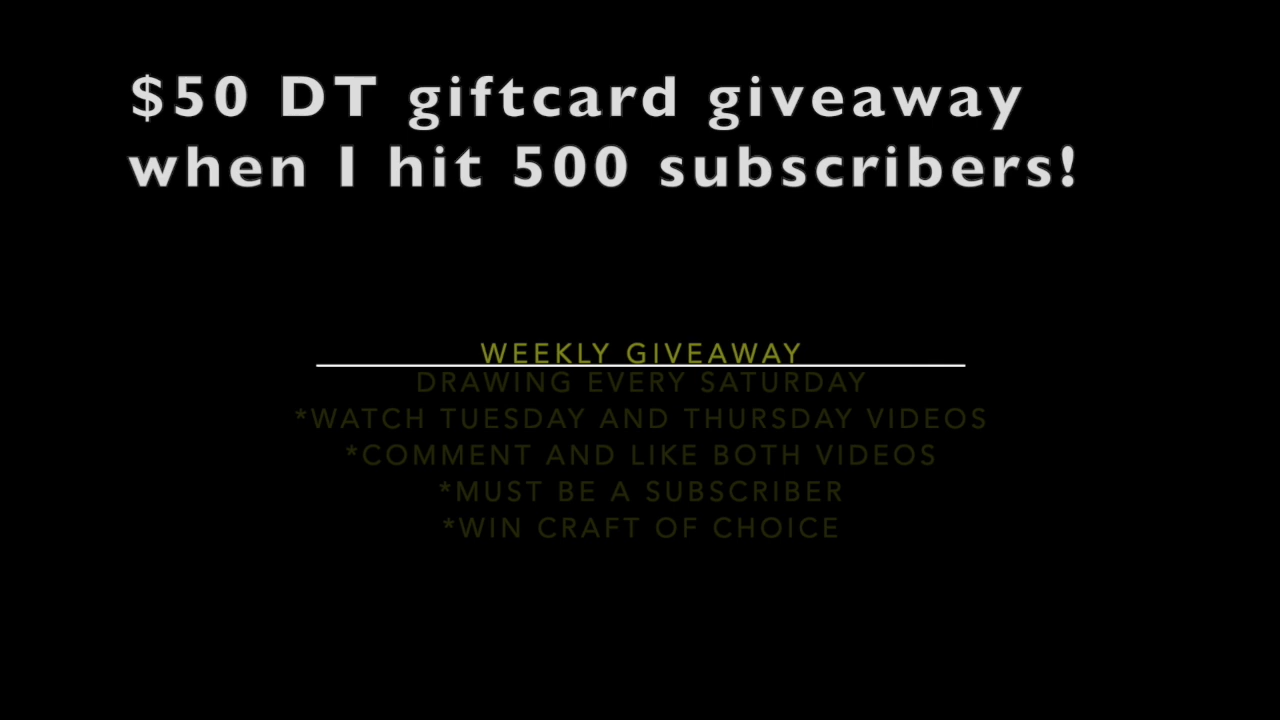 $50 DT giftcard giveaway
when I hit 500 subscribers!
WEEKLY GIVEAWAY
DRAWING EVERY SATURDAY
*WATCH TUESDAY AND THURSDAY VIDEOS
*COMMENT AND LIKE BOTH VIDEOS
*MUST BE A SUBSCRIBER
*WIN CRAFT OF CHOICE